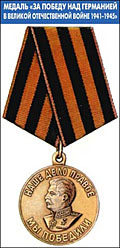 МЕДАЛЬ «ЗА ПОБЕДУ НАД ГЕРМАНИЕЙ
В ВЕЛИКОЙ ОТЕЧЕСТВЕННОЙ ВОЙНЕ 1941-1945»
НАШЕ ДЕЛО ПРАВОЕ
МЫ ПОБЕДИЛИ